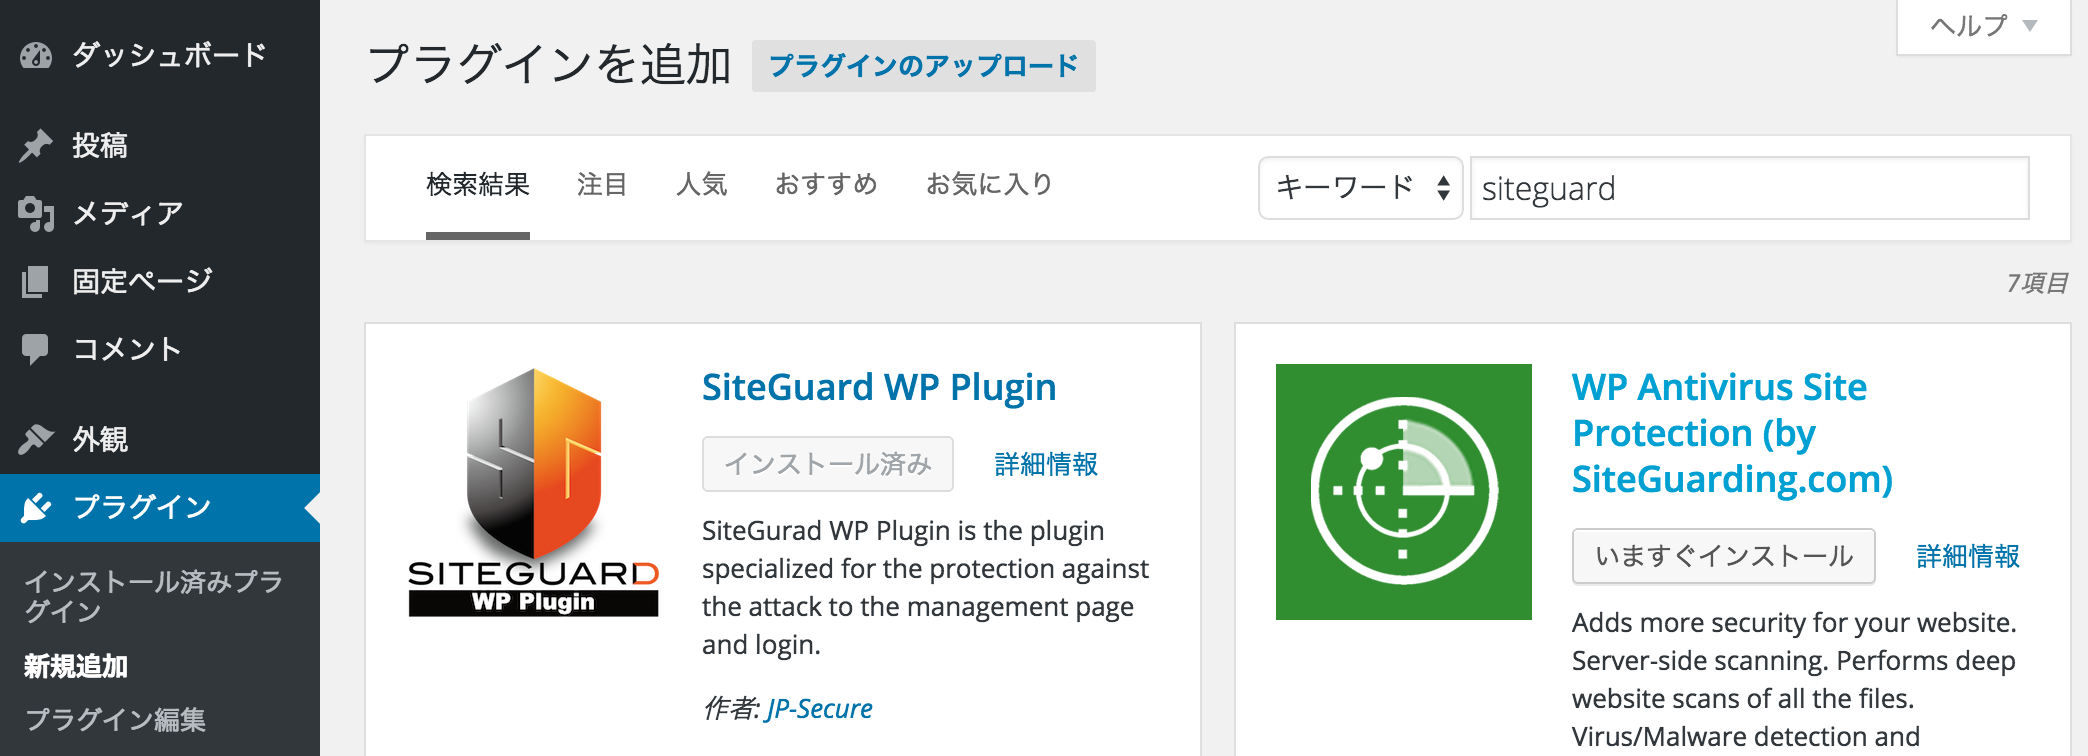 ダッシュボード
投稿
メディア
固定ページ
コメント
外観
プラグイン
インストール済みプラ
グイン
新規追加
プラグイン編集
プラグインを追加 プラグインのアップロード
ヘルプ
検索結果 注目 人気 おすすめ お気に入り キーワード siteguard
7項目
SITEGUARD
WP Plugin
SiteGuard WP Plugin
インストール済み 詳細情報
SiteGurad WP Plugin is the plugin
specialized for the protection against
the attack to the management page
and login.
作者: JP-Secure
WP Antivirus Site
Protection (by
SiteGuarding.com)
いますぐインストール 詳細情報
Adds more security for your website.
Server-side scanning. Performs deep
website scans of all the files.
Virus/Malware detection and